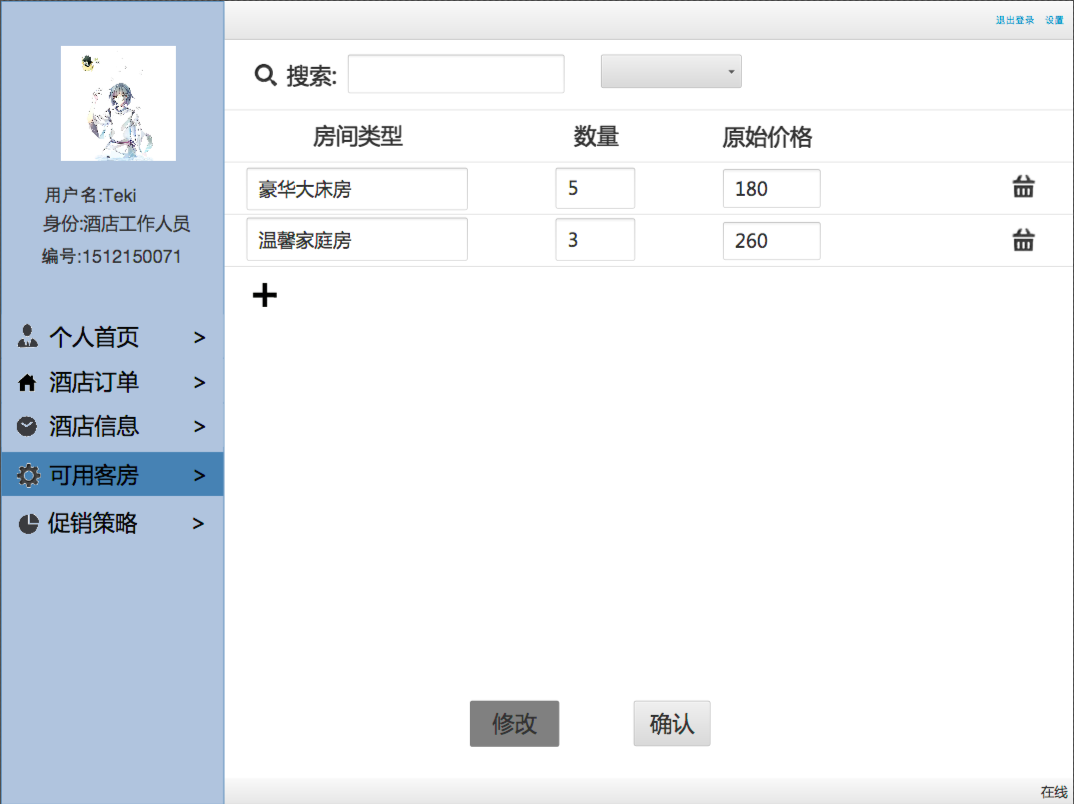 退出登录 设置
用户名:Teki
身份:酒店工作人员
编号:1512150071
个人首页 >
酒店订单 >
酒店信息 >
可用客房 >
促销策略 >
搜索:
房间类型 数量 原始价格
豪华大床房 5 180
温馨家庭房 3 260
修改 确认
在线